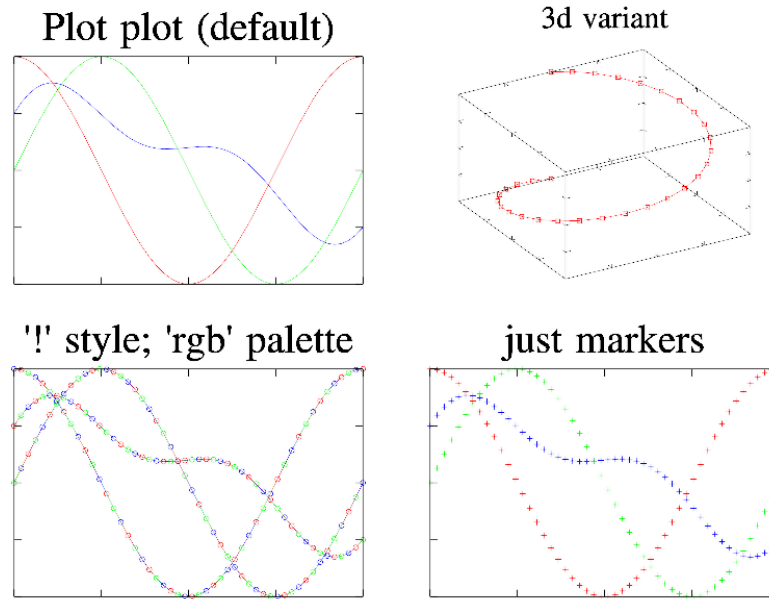 Plot plot (default)
3d variant
'!' style; 'rgb' palette
just markers